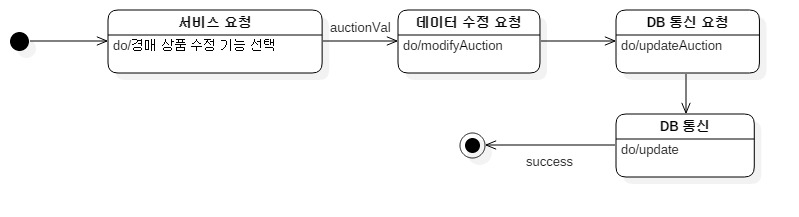 서비스 요청
do/경매 상품 수정 기능 선택
auctionVal
데이터 수정 요청
do/modifyAuction
DB 통신 요청
do/updateAuction
DB 통신
do/update
success